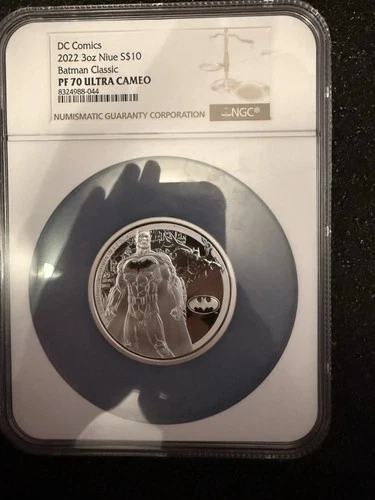 DC Comics
2022 3oz Niue S$10
Batman Classic
PF 70 ULTRA CAMEO
8324988-044
NUMISMATIC GUARANTY CORPORATION
NGC®